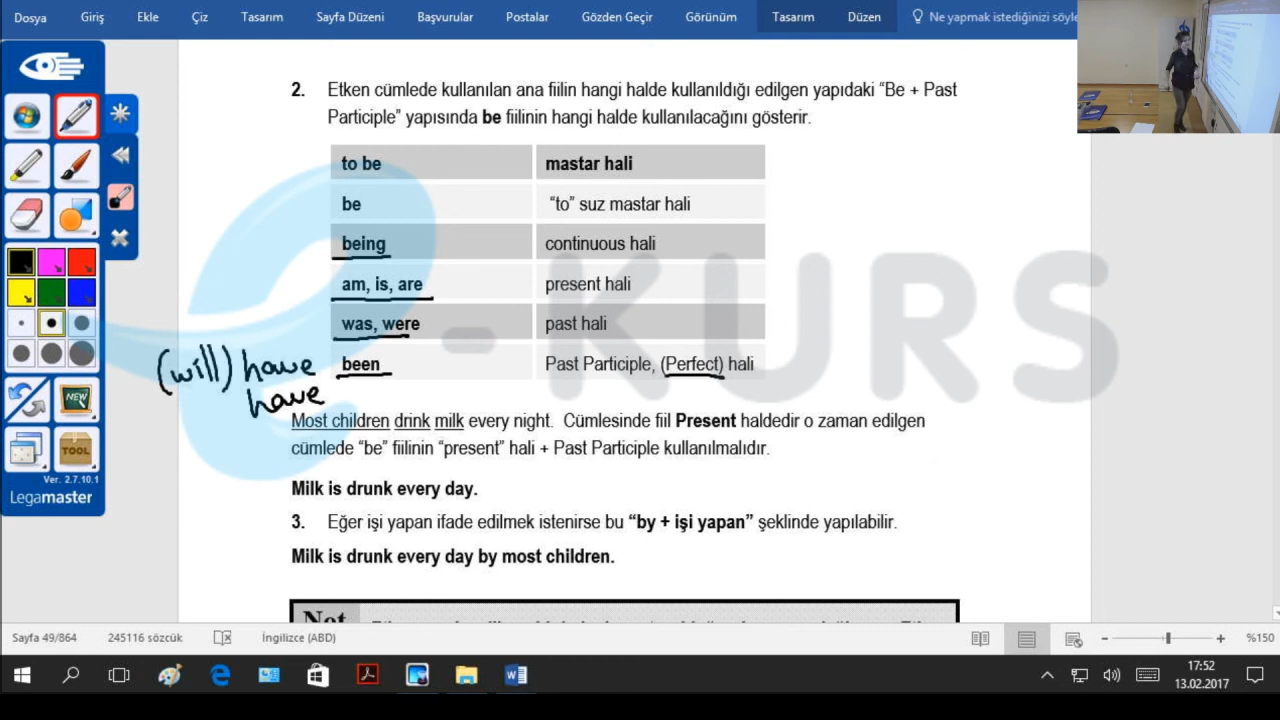 Dosya Giriş Ekle Çiz Tasarım Sayfa Düzeni Başvurular Postalar Gözden Geçir Görünüm Tasarım Düzen Ne yapmak istediğinizi söyle
2. Etken cümlede kullanılan ana fiilin hangi halde kullanıldığı edilgen yapıdaki “Be + Past
Participle” yapısında be fiilinin hangi halde kullanılacağını gösterir.
to be mastar hali
be “to” suz mastar hali
being continuous hali
am, is, are present hali
was, were past hali
been Past Participle, (Perfect) hali
(will) have
have
Most children drink milk every night. Cümlesinde fiil Present haldedir o zaman edilgen
cümlede “be” fiilinin “present” hali + Past Participle kullanılmalıdır.
Milk is drunk every day.
3. Eğer işi yapan ifade edilmek istenirse bu “by + işi yapan” şeklinde yapılabilir.
Milk is drunk every day by most children.
Not
e-KURS
NEW
TOOL
Ver. 2.7.10.1
Legamaster
Sayfa 49/864 245116 sözcük İngilizce (ABD) %150
17:52
13.02.2017